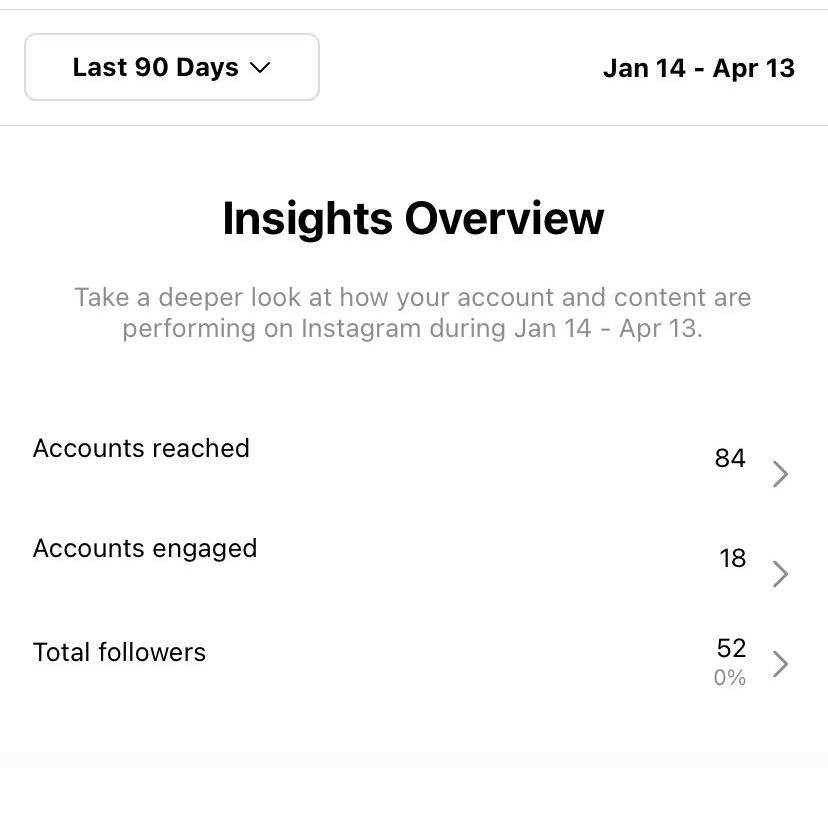 Last 90 Days
Jan 14 - Apr 13
Insights Overview
Take a deeper look at how your account and content are
performing on Instagram during Jan 14 - Apr 13.
Accounts reached
84
Accounts engaged
18
Total followers
52
0%